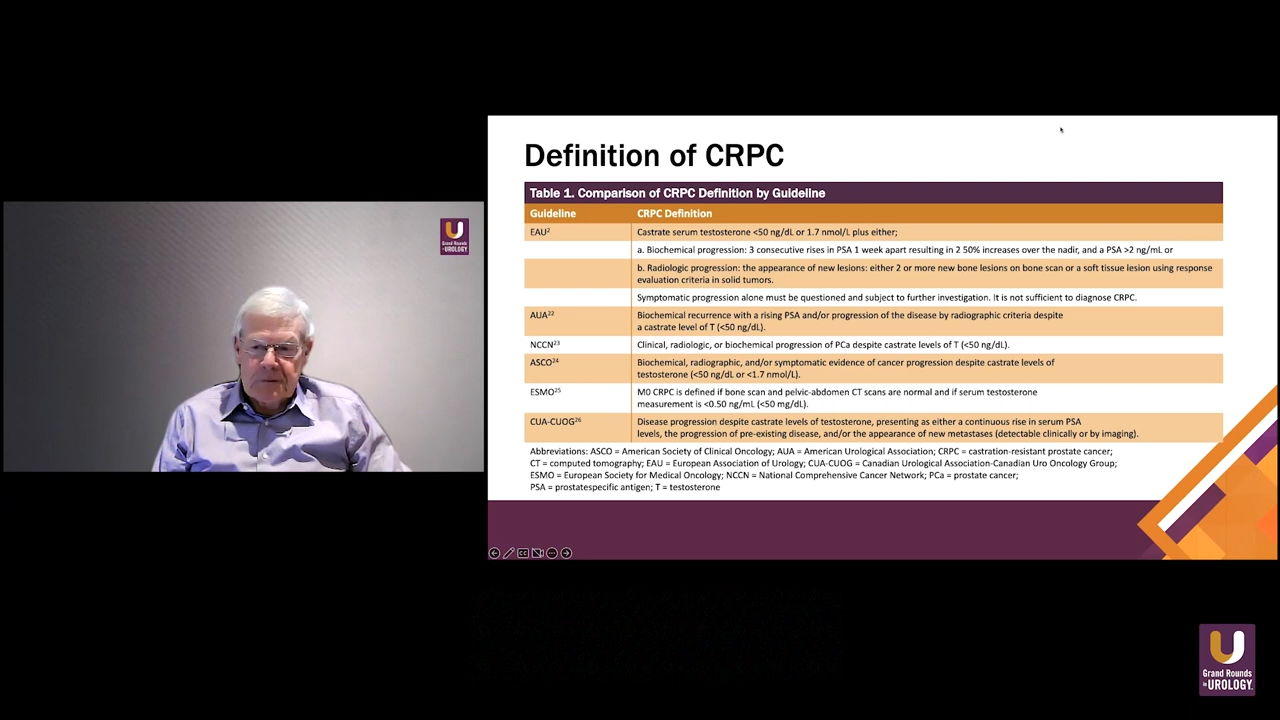 Definition of CRPC
Table 1. Comparison of CRPC Definition by Guideline
Guideline CRPC Definition
EAU2 Castrate serum testosterone <50 ng/dL or 1.7 nmol/L plus either;
a. Biochemical progression: 3 consecutive rises in PSA 1 week apart resulting in 2 50% increases over the nadir, and a PSA >2 ng/mL or
b. Radiologic progression: the appearance of new lesions: either 2 or more new bone lesions on bone scan or a soft tissue lesion using response
evaluation criteria in solid tumors.
Symptomatic progression alone must be questioned and subject to further investigation. It is not sufficient to diagnose CRPC.
AUA22 Biochemical recurrence with a rising PSA and/or progression of the disease by radiographic criteria despite
a castrate level of T (<50 ng/dL).
NCCN23 Clinical, radiologic, or biochemical progression of PCa despite castrate levels of T (<50 ng/dL).
ASCO24 Biochemical, radiographic, and/or symptomatic evidence of cancer progression despite castrate levels of
testosterone (<50 ng/dL or <1.7 nmol/L).
ESMO25 M0 CRPC is defined if bone scan and pelvic-abdomen CT scans are normal and if serum testosterone
measurement is <0.50 ng/mL (<50 mg/dL).
CUA-CUOG26 Disease progression despite castrate levels of testosterone, presenting as either a continuous rise in serum PSA
levels, the progression of pre-existing disease, and/or the appearance of new metastases (detectable clinically or by imaging).
Abbreviations: ASCO = American Society of Clinical Oncology; AUA = American Urological Association; CRPC = castration-resistant prostate cancer;
CT = computed tomography; EAU = European Association of Urology; CUA-CUOG = Canadian Urological Association-Canadian Uro Oncology Group;
ESMO = European Society for Medical Oncology; NCCN = National Comprehensive Cancer Network; PCa = prostate cancer;
PSA = prostatespecific antigen; T = testosterone
Grand Rounds
in UROLOGY
Grand Rounds
in UROLOGY